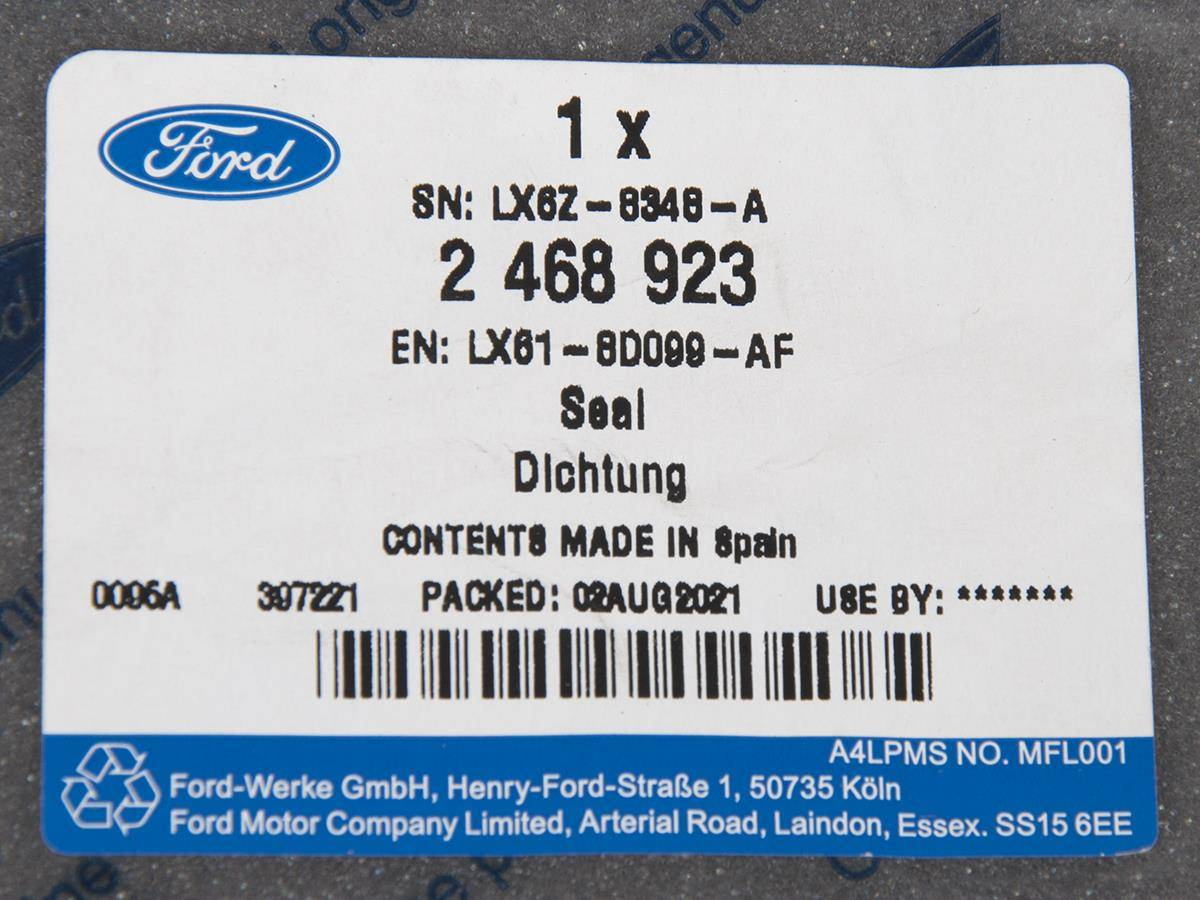 Ford
1 x
SN: LX6Z-8348-A
2 468 923
EN: LX61-8D099-AF
Seal
Dichtung
CONTENTS MADE IN Spain
0095A 397221 PACKED: 02AUG2021 USE BY: *******
A4LPMS NO. MFL001
Ford-Werke GmbH, Henry-Ford-Straße 1, 50735 Köln
Ford Motor Company Limited, Arterial Road, Laindon, Essex. SS15 6EE